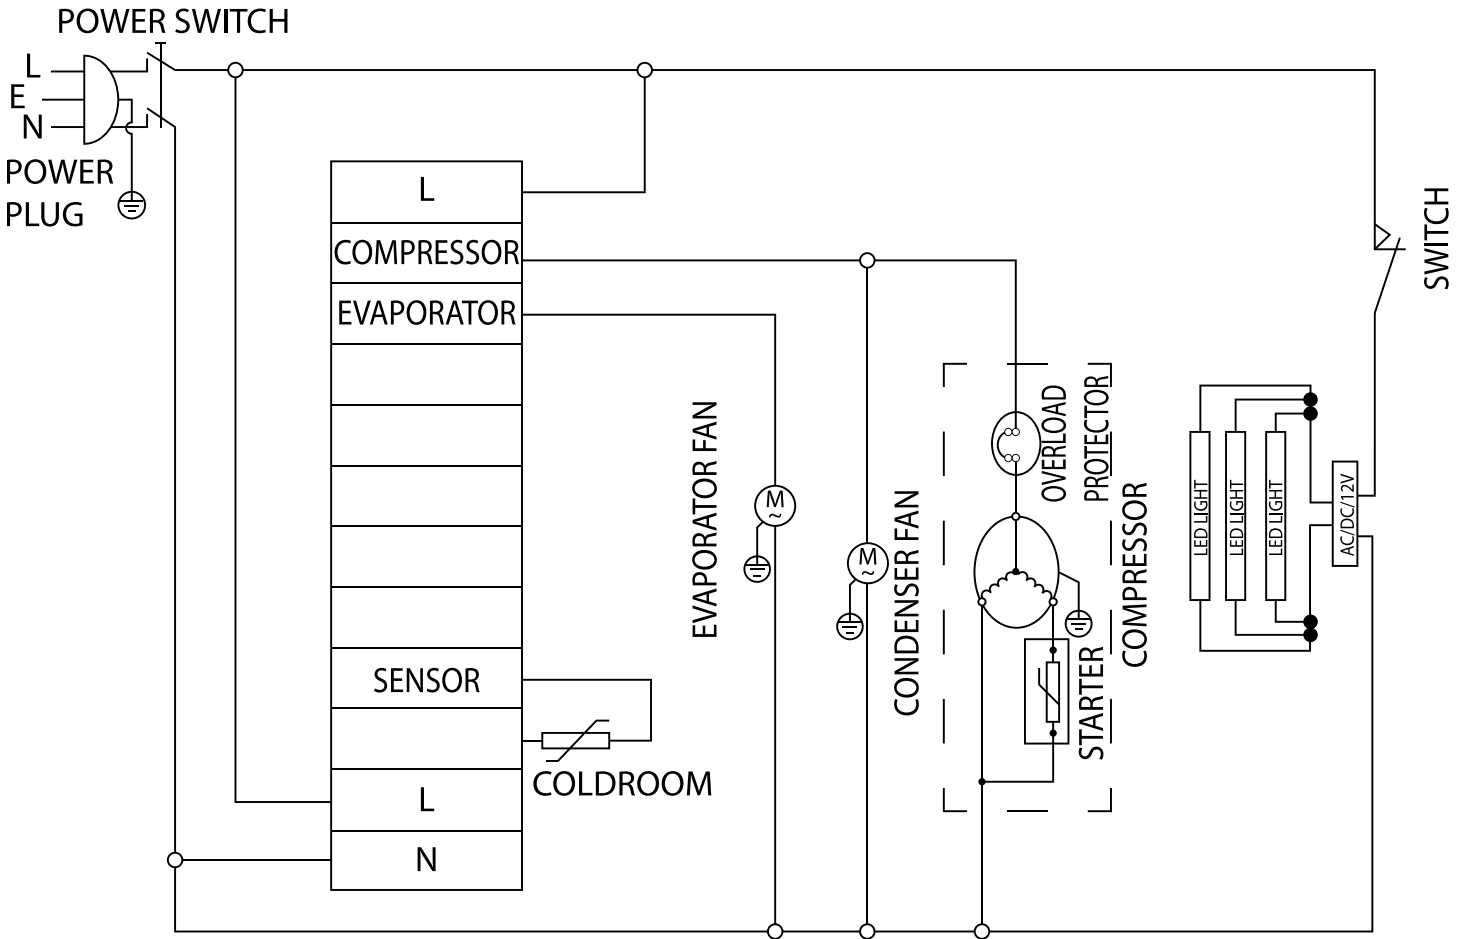 POWER SWITCH
L
E
N
POWER
PLUG
L
COMPRESSOR
EVAPORATOR
SENSOR
L
N
COLDROOM
EVAPORATOR FAN
M
~
CONDENSER FAN
M
~
OVERLOAD
PROTECTOR
COMPRESSOR
STARTER
LED LIGHT
LED LIGHT
LED LIGHT
AC/DC/12V
SWITCH